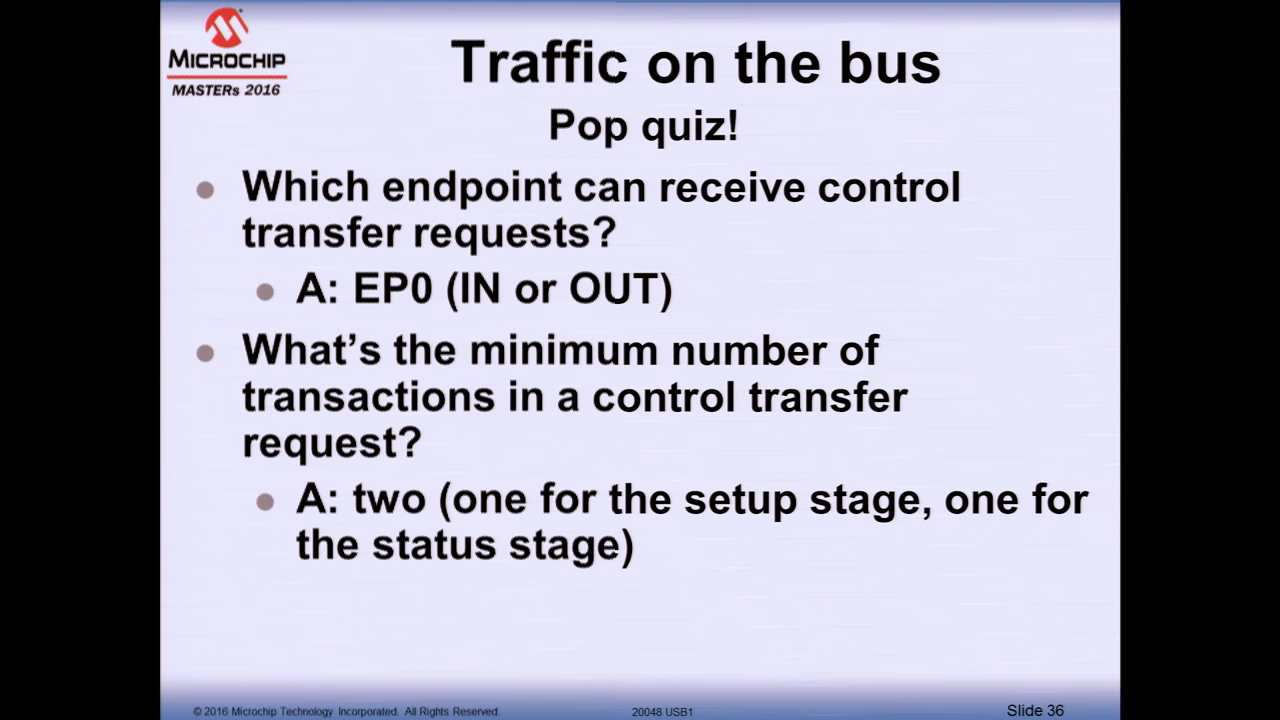 MICROCHIP
MASTERs 2016
Traffic on the bus
Pop quiz!
Which endpoint can receive control
transfer requests?
A: EP0 (IN or OUT)
What's the minimum number of
transactions in a control transfer
request?
A: two (one for the setup stage, one for
the status stage)
© 2016 Microchip Technology Incorporated. All Rights Reserved.
20048 USB1
Slide 36